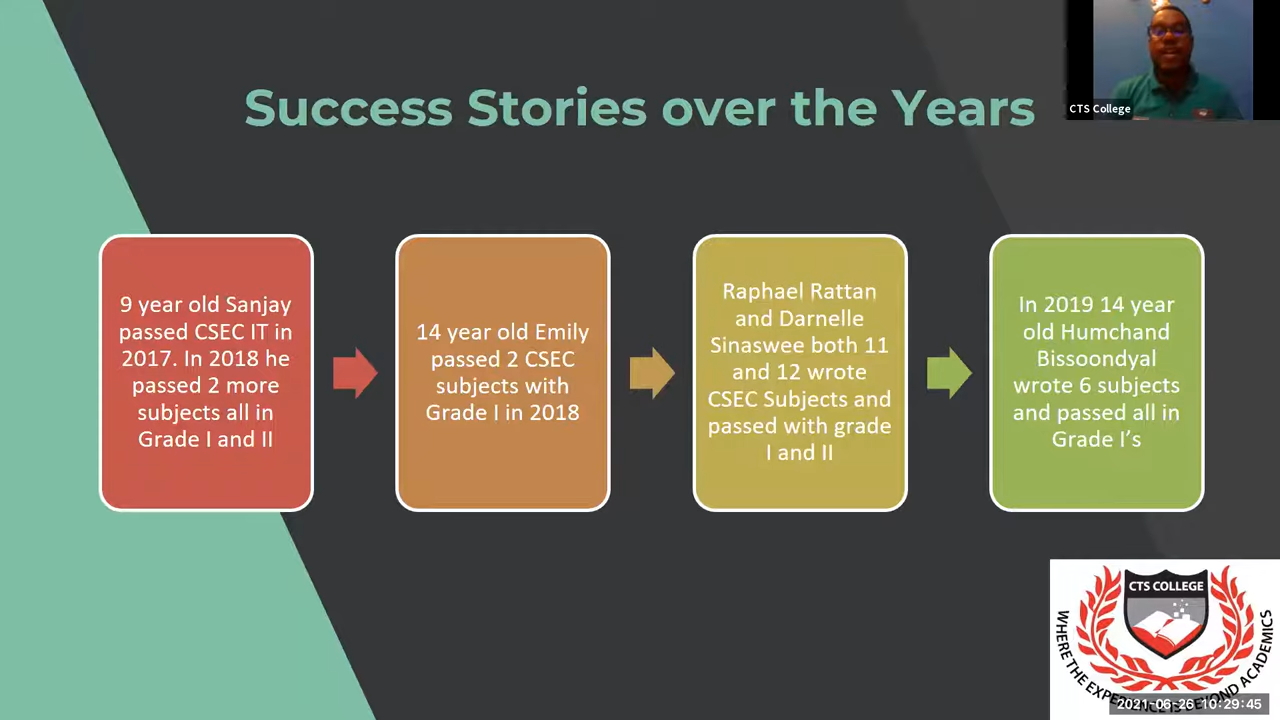 CTS College
Success Stories over the Years
9 year old Sanjay
passed CSEC IT in
2017. In 2018 he
passed 2 more
subjects all in
Grade I and II
14 year old Emily
passed 2 CSEC
subjects with
Grade I in 2018
Raphael Rattan
and Darnelle
Sinaswee both 11
and 12 wrote
CSEC Subjects and
passed with grade
I and II
In 2019 14 year
old Humchand
Bissoondyal
wrote 6 subjects
and passed all in
Grade I’s
CTS COLLEGE
WHERE THE EXPERIENCE IS BEYOND ACADEMICS
2021-06-26 10:29:45